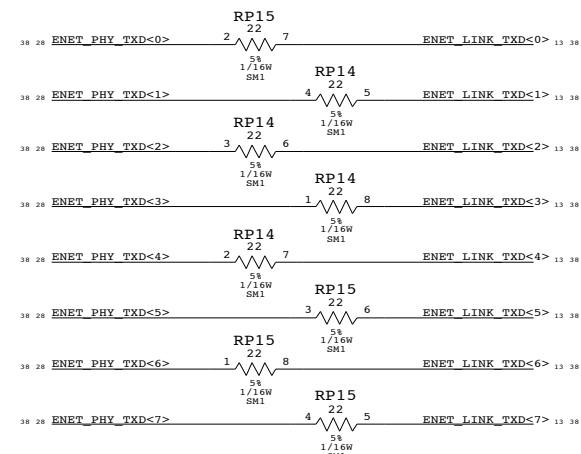 RP15
22
38 28 ENET_PHY_TXD<0> 2 7 ENET_LINK_TXD<0> 13 38
5%
1/16W
SM1
RP14
22
38 28 ENET_PHY_TXD<1> 4 5 ENET_LINK_TXD<1> 13 38
5%
1/16W
SM1
RP14
22
38 28 ENET_PHY_TXD<2> 3 6 ENET_LINK_TXD<2> 13 38
5%
1/16W
SM1
RP14
22
38 28 ENET_PHY_TXD<3> 1 8 ENET_LINK_TXD<3> 13 38
5%
1/16W
SM1
RP14
22
38 28 ENET_PHY_TXD<4> 2 7 ENET_LINK_TXD<4> 13 38
5%
1/16W
SM1
RP15
22
38 28 ENET_PHY_TXD<5> 3 6 ENET_LINK_TXD<5> 13 38
5%
1/16W
SM1
RP15
22
38 28 ENET_PHY_TXD<6> 1 8 ENET_LINK_TXD<6> 13 38
5%
1/16W
SM1
RP15
22
38 28 ENET_PHY_TXD<7> 4 5 ENET_LINK_TXD<7> 13 38
5%
1/16W